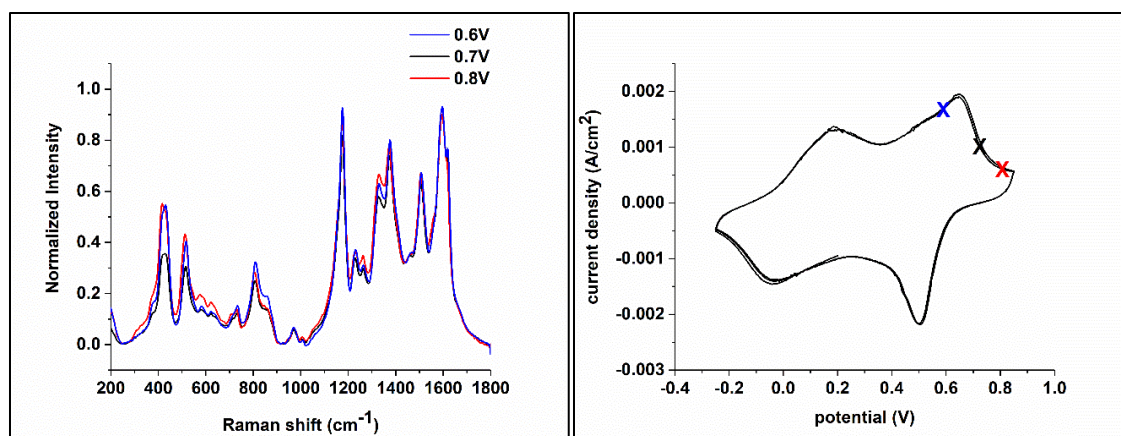 0.6V
0.7V
0.8V
1.0
0.8
0.6
0.4
0.2
0.0
Normalized Intensity
200 400 600 800 1000 1200 1400 1600 1800
Raman shift (cm⁻¹)
0.002
0.001
0.000
-0.001
-0.002
-0.003
current density (A/cm²)
X
X
X
-0.4 -0.2 0.0 0.2 0.4 0.6 0.8 1.0
potential (V)